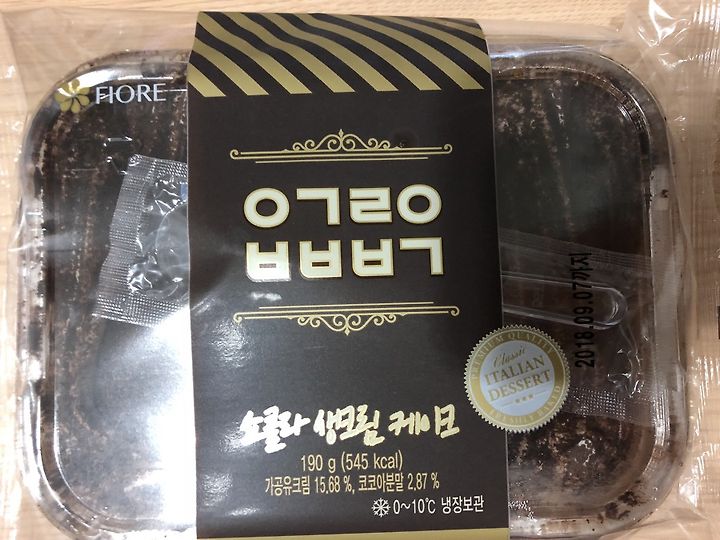 FIORE
ㅇㄱㄹㅇ
ㅂㅂㅂㄱ
2018.09.07까지
PREMIUM QUALITY
Classic
ITALIAN
DESSERT
쇼콜라 생크림 케이크
190 g (545 kcal)
가공유크림 15.68 %, 코코아분말 2.87 %
0~10℃ 냉장보관